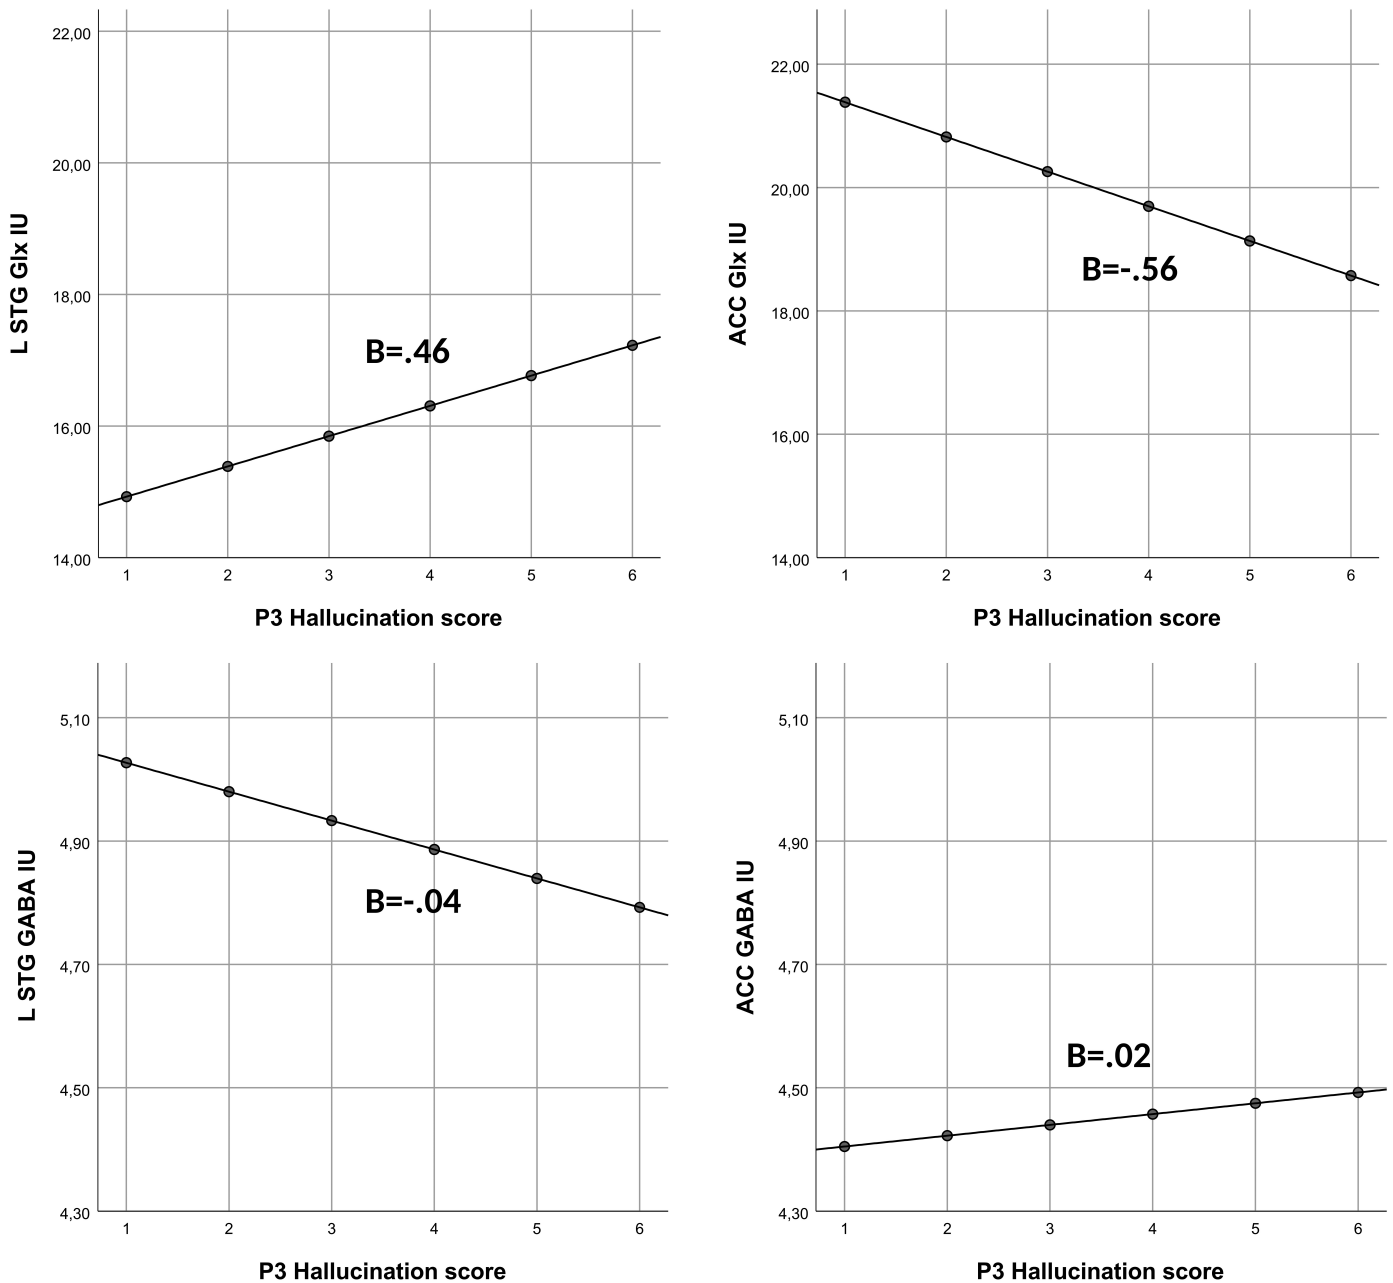 22,00
20,00
18,00
16,00
14,00
L STG Glx IU
B=.46
1 2 3 4 5 6
P3 Hallucination score
22,00
20,00
18,00
16,00
14,00
ACC Glx IU
B=-.56
1 2 3 4 5 6
P3 Hallucination score
5,10
4,90
4,70
4,50
4,30
L STG GABA IU
B=-.04
1 2 3 4 5 6
P3 Hallucination score
5,10
4,90
4,70
4,50
4,30
ACC GABA IU
B=.02
1 2 3 4 5 6
P3 Hallucination score